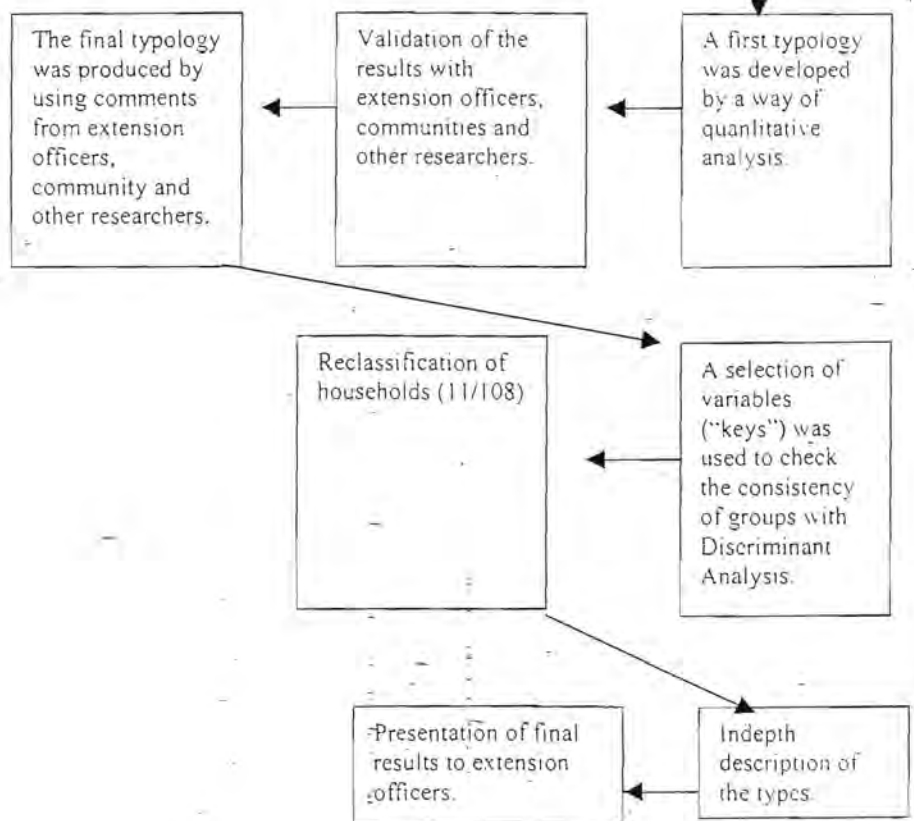 The final typology
was produced by
using comments
from extension
officers,
community and
other researchers.
Validation of the
results with
extension officers,
communities and
other researchers.
A first typology
was developed
by a way of
quanlitative
analysis.
Reclassification of
households (11/108)
A selection of
variables
("keys") was
used to check
the consistency
of groups with
Discriminant
Analysis.
Presentation of final
results to extension
officers.
Indepth
description of
the types.